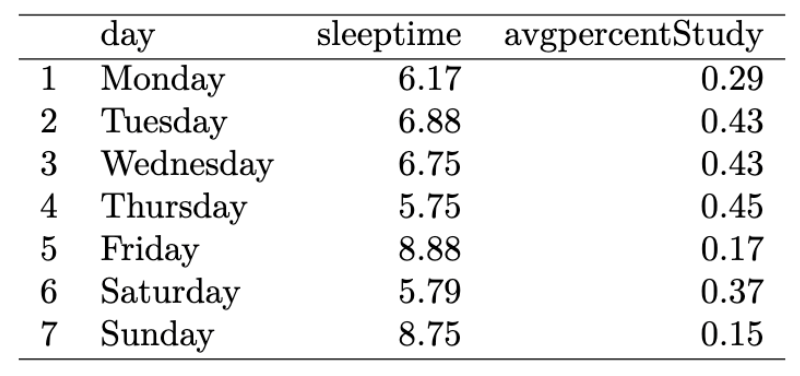 day sleeptime avgpercentStudy
1 Monday 6.17 0.29
2 Tuesday 6.88 0.43
3 Wednesday 6.75 0.43
4 Thursday 5.75 0.45
5 Friday 8.88 0.17
6 Saturday 5.79 0.37
7 Sunday 8.75 0.15